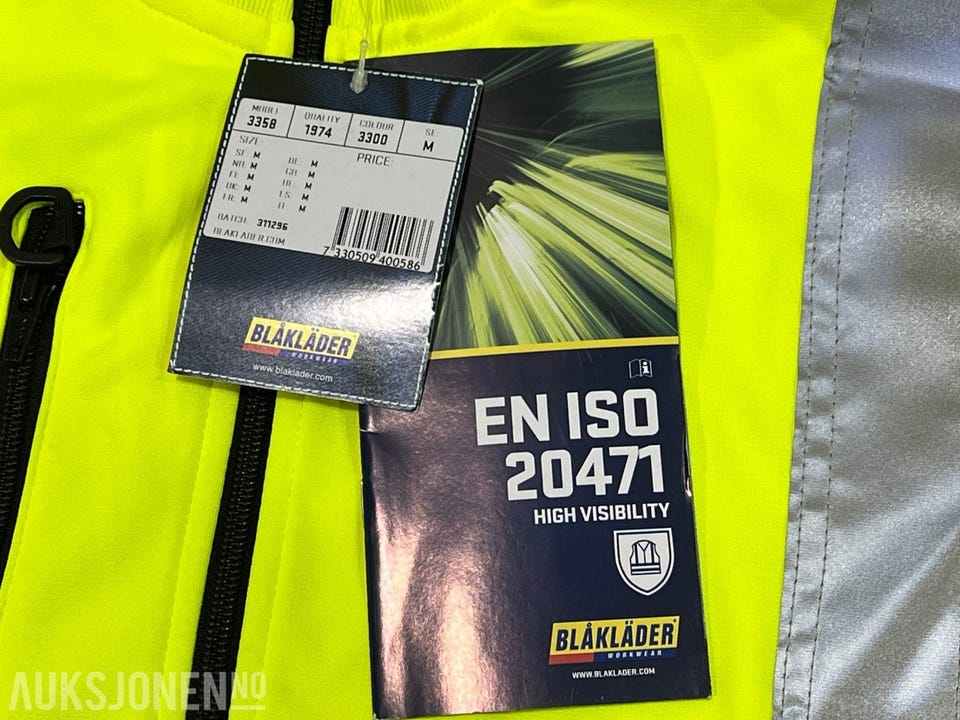 MODEL QUALITY COLOUR SE:
3358 1974 3300 M
SIZE: PRICE:
SE: M DE: M
NO: M GB: M
FI: M NL: M
DK: M ES: M
FR: M IT: M
BATCH: 377296
BLAKLADER.COM
7 330509 400586
BLÅKLÄDER
WORKWEAR
www.blaklader.com
EN ISO
20471
HIGH VISIBILITY
BLÅKLÄDER
WORKWEAR
WWW.BLAKLADER.COM
AUKSJONEN.NO